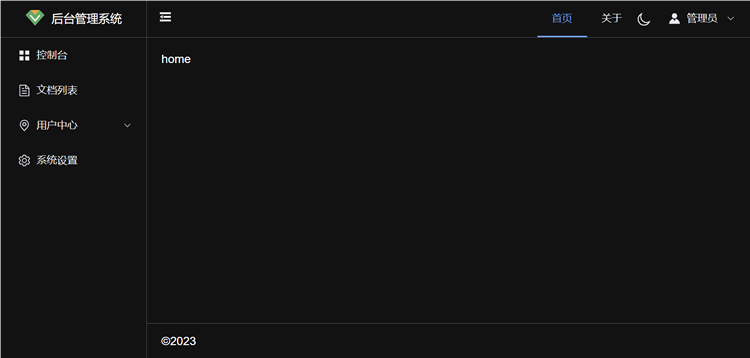 后台管理系统
首页
关于
管理员
控制台
文档列表
用户中心
系统设置
home
©2023